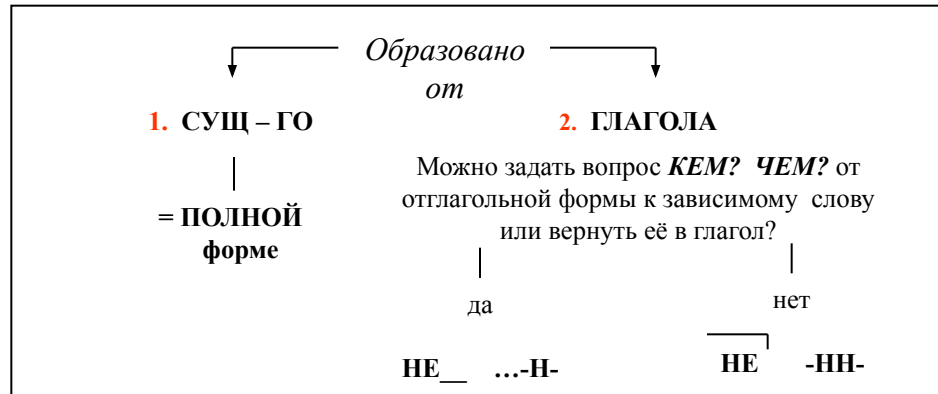 Образовано
от
1. СУЩ – ГО
2. ГЛАГОЛА
= ПОЛНОЙ
форме
Можно задать вопрос КЕМ? ЧЕМ? от
отглагольной формы к зависимому слову
или вернуть её в глагол?
да
нет
НЕ__ …-Н-
НЕ -НН-